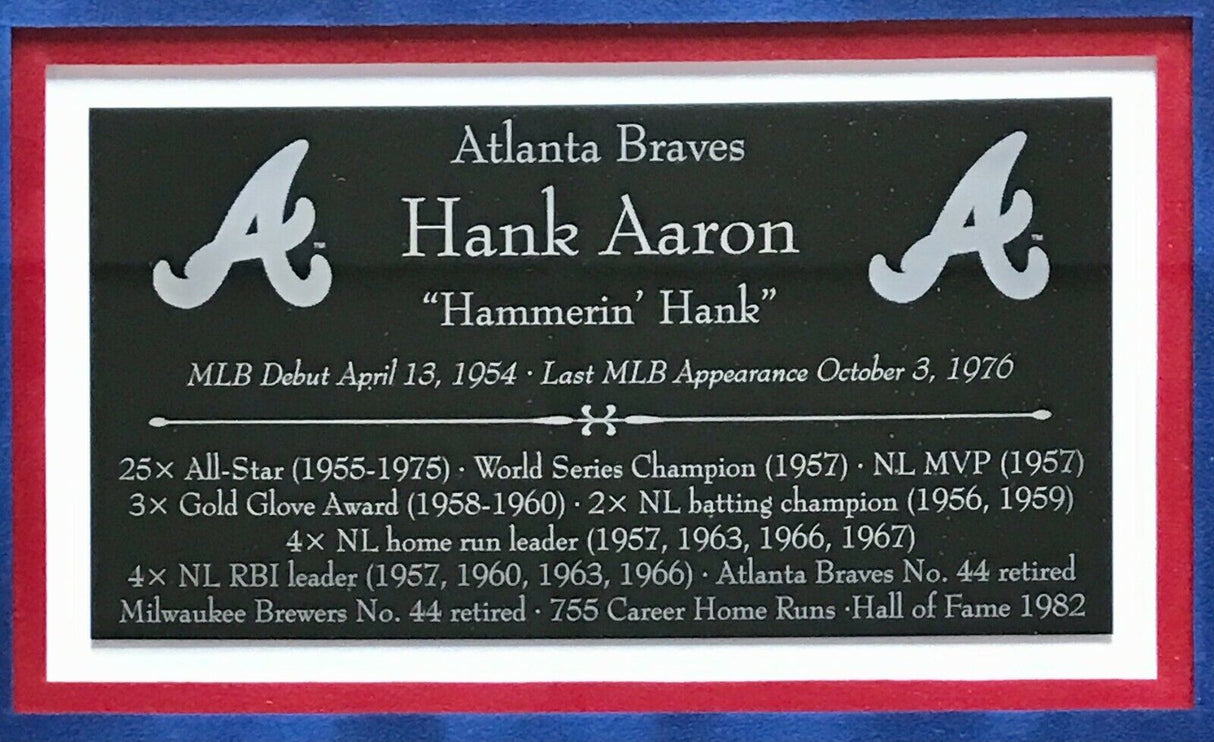 Atlanta Braves
Hank Aaron
“Hammerin’ Hank”
MLB Debut April 13, 1954 · Last MLB Appearance October 3, 1976
25× All-Star (1955-1975) · World Series Champion (1957) · NL MVP (1957)
3× Gold Glove Award (1958-1960) · 2× NL batting champion (1956, 1959)
4× NL home run leader (1957, 1963, 1966, 1967)
4× NL RBI leader (1957, 1960, 1963, 1966) · Atlanta Braves No. 44 retired
Milwaukee Brewers No. 44 retired · 755 Career Home Runs ·Hall of Fame 1982